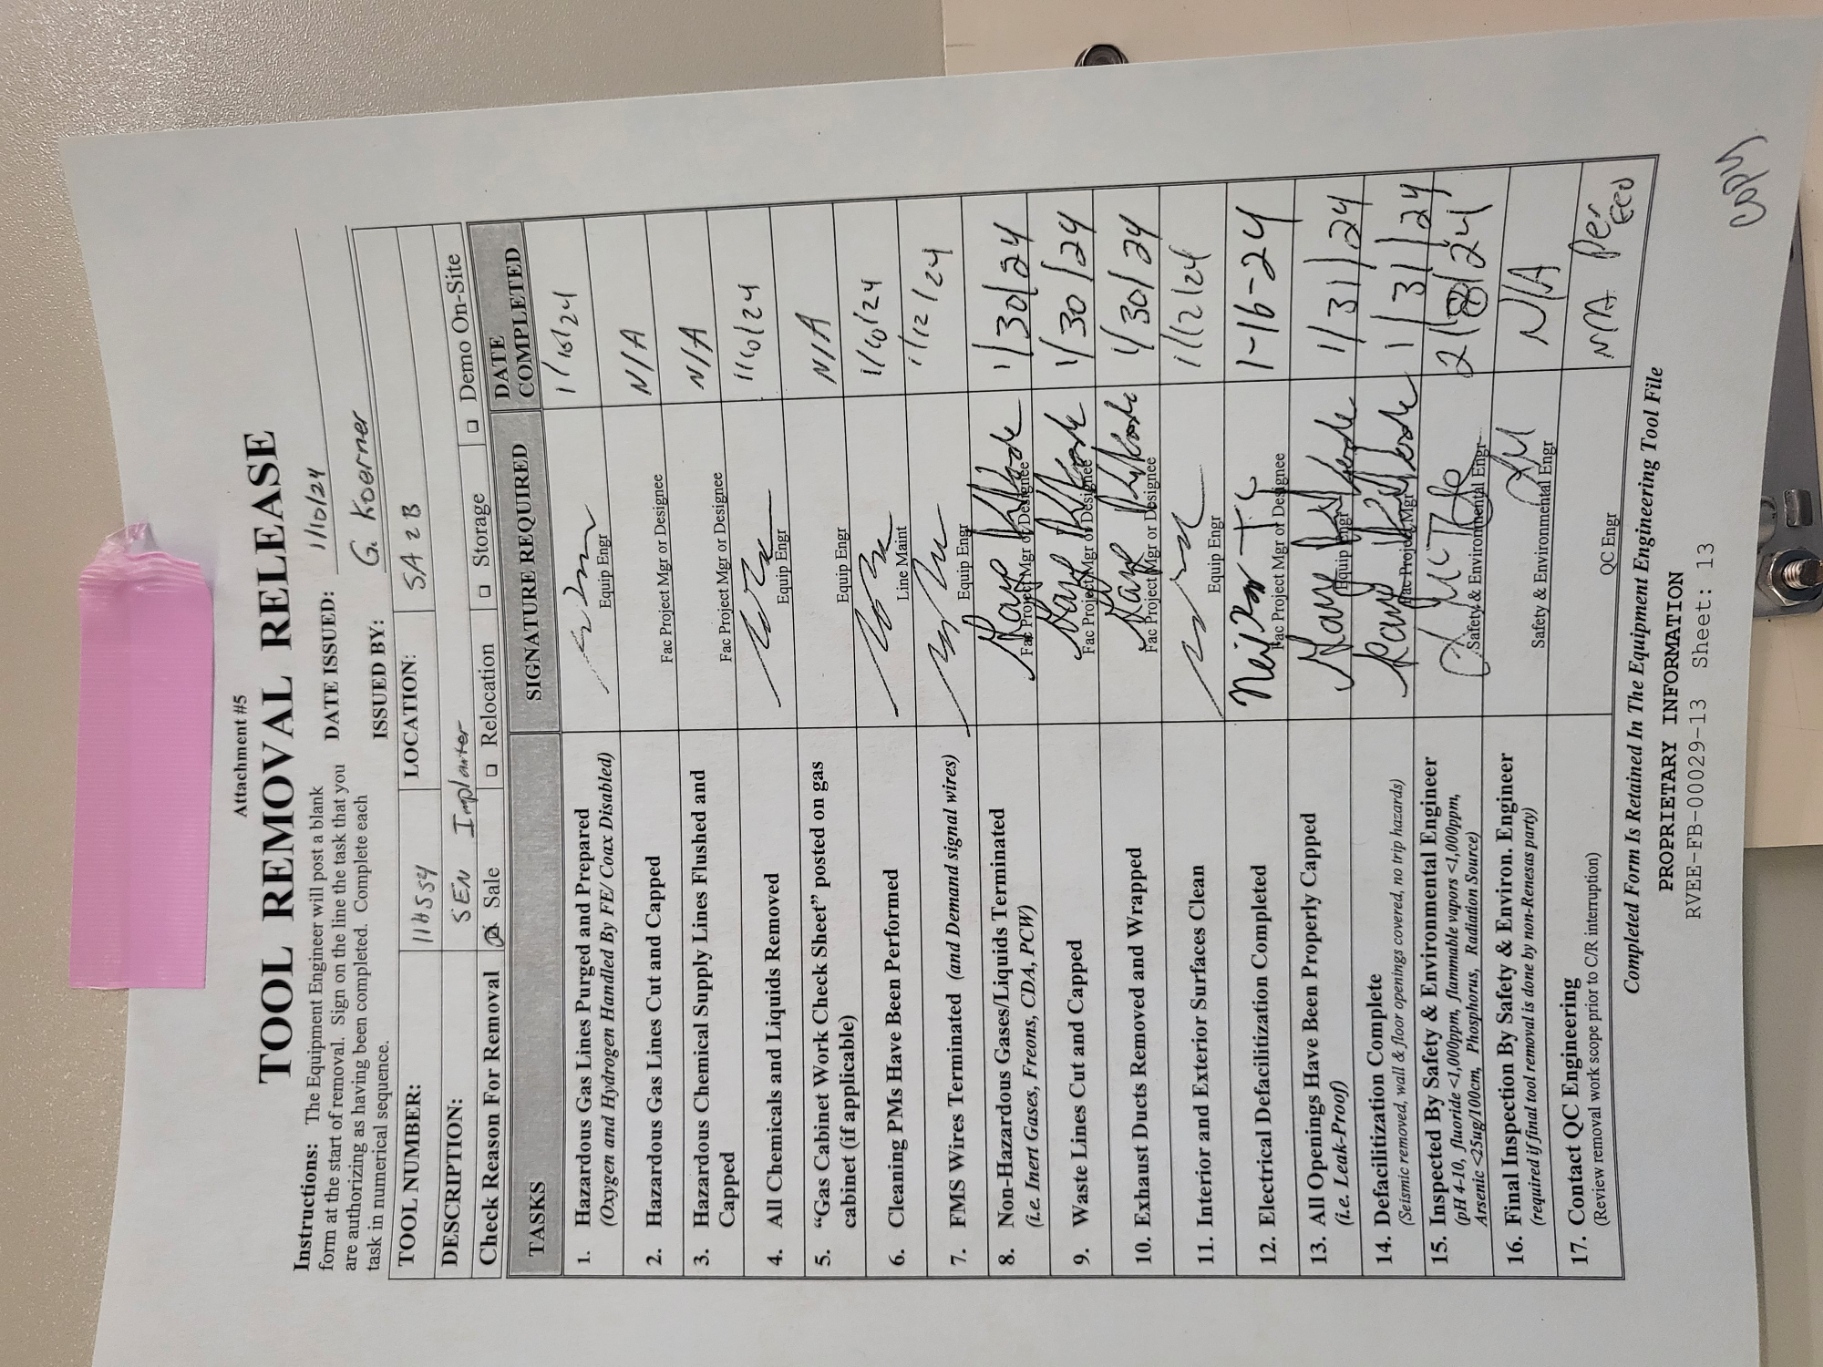 Attachment #5
TOOL REMOVAL RELEASE
Instructions: The Equipment Engineer will post a blank
form at the start of removal. Sign on the line the task that you
are authorizing as having been completed. Complete each
task in numerical sequence.
DATE ISSUED: 1/10/24
ISSUED BY: G. Koerner
TOOL NUMBER: 11H554 LOCATION: SA2B
DESCRIPTION: SEN Implanter
Check Reason For Removal Sale Relocation Storage Demo On-Site
TASKS SIGNATURE REQUIRED DATE COMPLETED
1. Hazardous Gas Lines Purged and Prepared
(Oxygen and Hydrogen Handled By FE/ Coax Disabled)
Equip Engr
2. Hazardous Gas Lines Cut and Capped
Fac Project Mgr or Designee N/A
3. Hazardous Chemical Supply Lines Flushed and
Capped
Fac Project Mgr or Designee N/A
4. All Chemicals and Liquids Removed
Equip Engr
5. “Gas Cabinet Work Check Sheet” posted on gas
cabinet (if applicable)
Equip Engr N/A
6. Cleaning PMs Have Been Performed
Line Maint
7. FMS Wires Terminated (and Demand signal wires)
Equip Engr 1/12/24
8. Non-Hazardous Gases/Liquids Terminated
(i.e. Inert Gases, Freons, CDA, PCW)
Fac Project Mgr or Designee 1/30/24
9. Waste Lines Cut and Capped
Fac Project Mgr or Designee 1/30/24
10. Exhaust Ducts Removed and Wrapped
Fac Project Mgr or Designee 1/30/24
11. Interior and Exterior Surfaces Clean
Equip Engr 1/12/24
12. Electrical Defacilitization Completed
Fac Project Mgr or Designee 1-16-24
13. All Openings Have Been Properly Capped
(i.e. Leak-Proof)
Equip Engr 1/31/24
14. Defacilitization Complete
(Seismic removed, wall & floor openings covered, no trip hazards)
Fac Project Mgr 1/31/24
15. Inspected By Safety & Environmental Engineer
(pH 4-10, fluoride <1,000ppm, flammable vapors <1,000ppm,
Arsenic <25ug/100cm, Phosphorus, Radiation Source)
Safety & Environmental Engr 2/8/24
16. Final Inspection By Safety & Environ. Engineer
(required if final tool removal is done by non-Renesas party)
Safety & Environmental Engr N/A
17. Contact QC Engineering
(Review removal work scope prior to C/R interruption)
QC Engr N/A per ECO
Completed Form Is Retained In The Equipment Engineering Tool File
PROPRIETARY INFORMATION
RVEE-FB-00029-13 Sheet: 13
copy